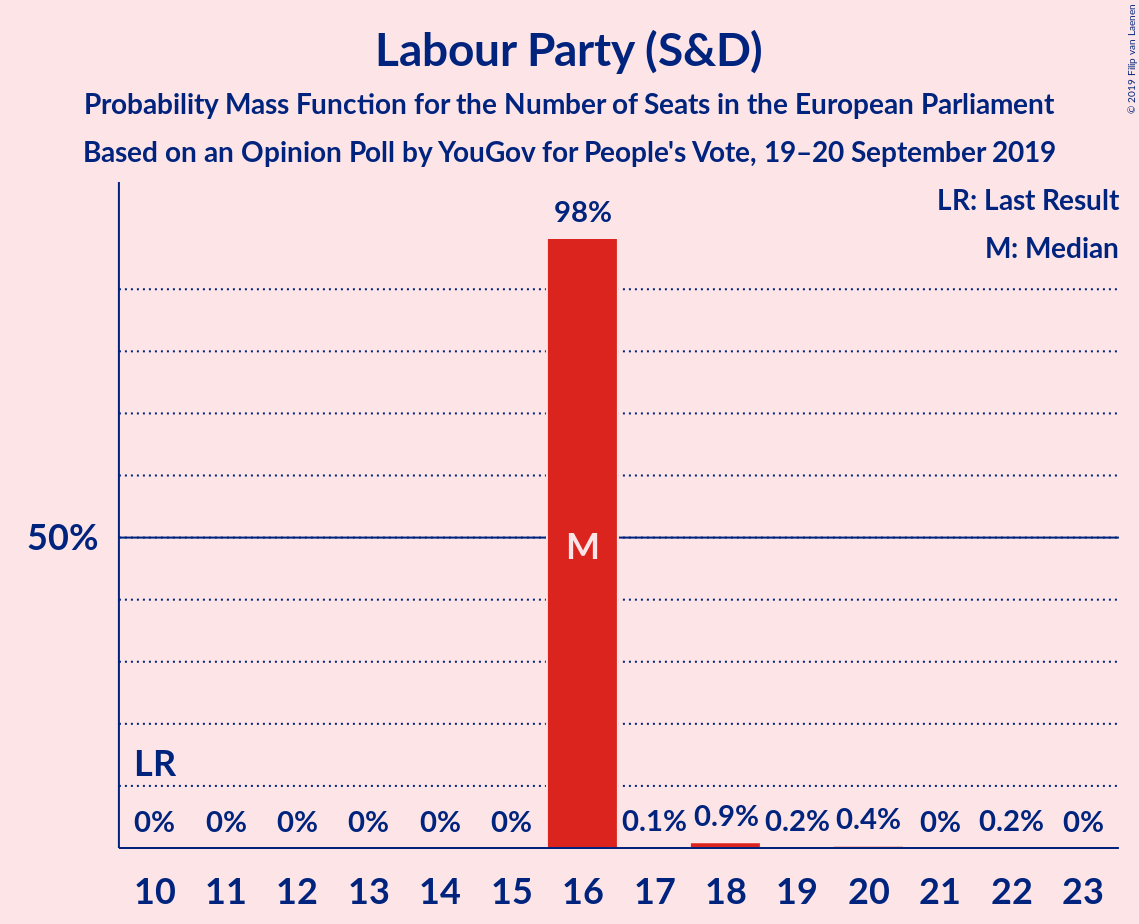 Labour Party (S&D)
Probability Mass Function for the Number of Seats in the European Parliament
Based on an Opinion Poll by YouGov for People's Vote, 19–20 September 2019
© 2019 Filip van Laenen
LR: Last Result
M: Median
98%
50%
M
LR
0% 0% 0% 0% 0% 0% 0.1% 0.9% 0.2% 0.4% 0% 0.2% 0%
10 11 12 13 14 15 16 17 18 19 20 21 22 23